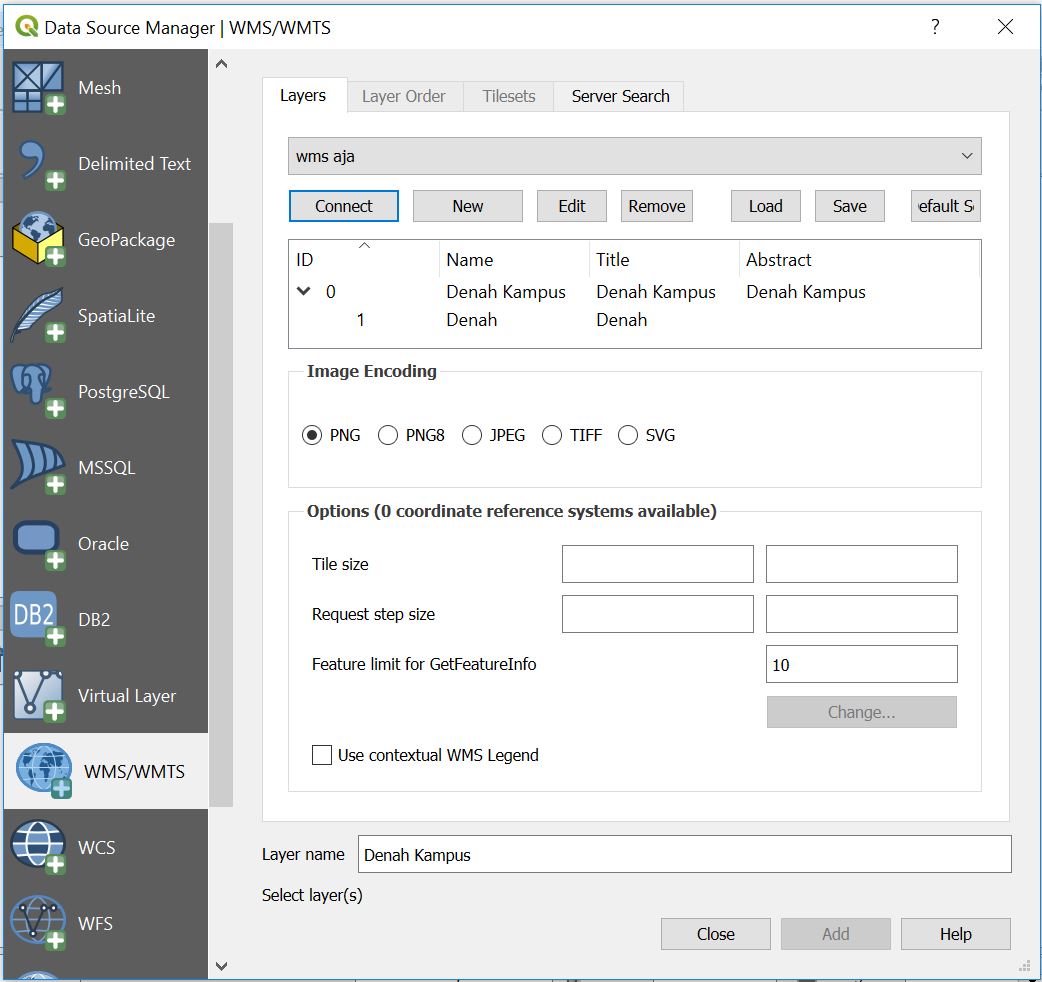 Data Source Manager | WMS/WMTS ?
Mesh
Delimited Text
GeoPackage
SpatiaLite
PostgreSQL
MSSQL
Oracle
DB2 DB2
Virtual Layer
WMS/WMTS
WCS
WFS
Layers Layer Order Tilesets Server Search
wms aja
Connect New Edit Remove Load Save efault S
ID Name Title Abstract
0 Denah Kampus Denah Kampus Denah Kampus
1 Denah Denah
Image Encoding
PNG PNG8 JPEG TIFF SVG
Options (0 coordinate reference systems available)
Tile size
Request step size
Feature limit for GetFeatureInfo 10
Change...
Use contextual WMS Legend
Layer name Denah Kampus
Select layer(s)
Close Add Help